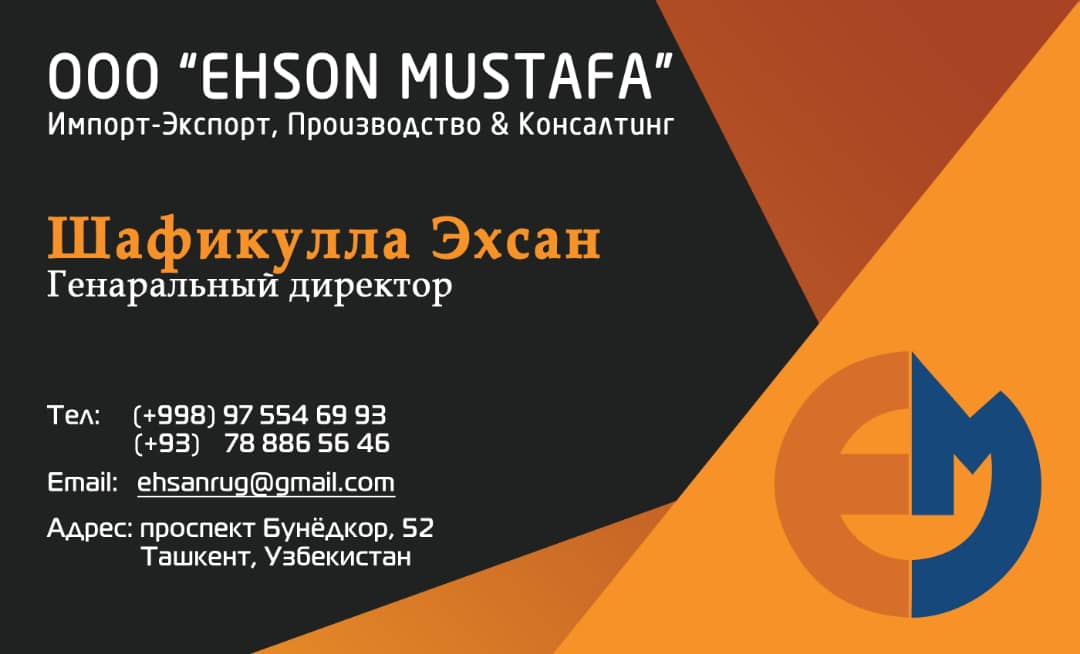 ООО “EHSON MUSTAFA”
Импорт-Экспорт, Производство & Консалтинг
Шафикулла Эхсан
Генаральный директор
Тел: (+998) 97 554 69 93
(+93) 78 886 56 46
Email: ehsanrug@gmail.com
Адрес: проспект Бунёдкор, 52
Ташкент, Узбекистан
EM